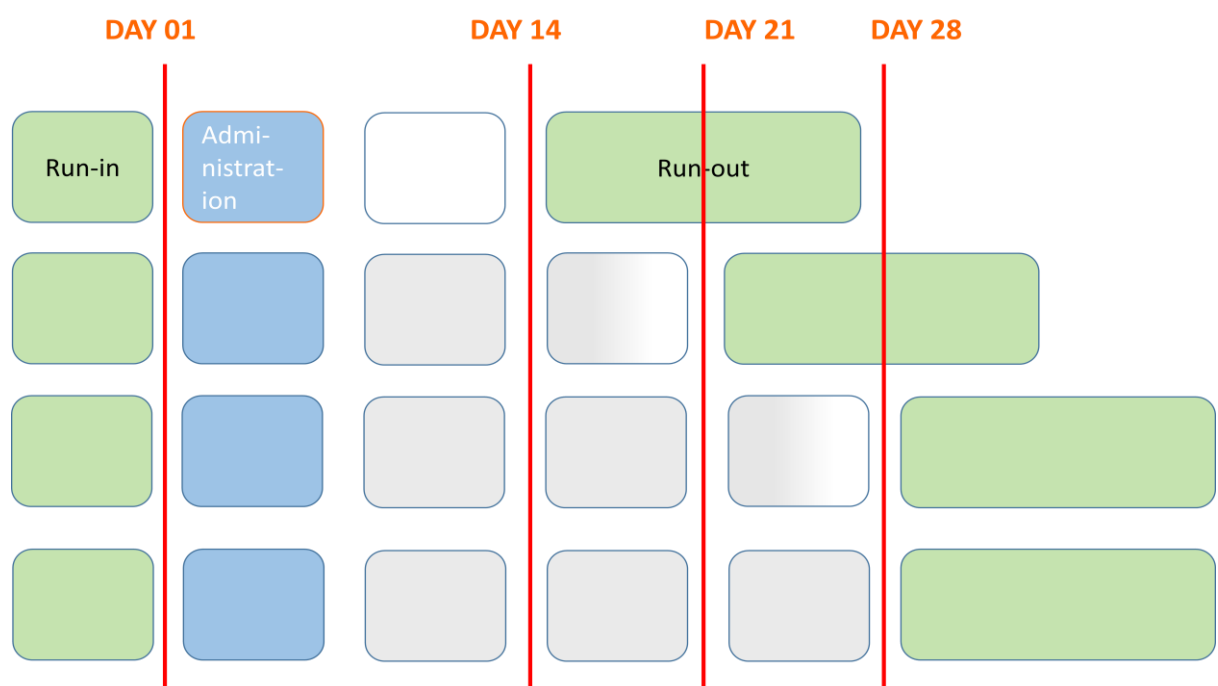 DAY 01
DAY 14
DAY 21
DAY 28
Run-in
Admi-
nistrat-
ion
Run-out